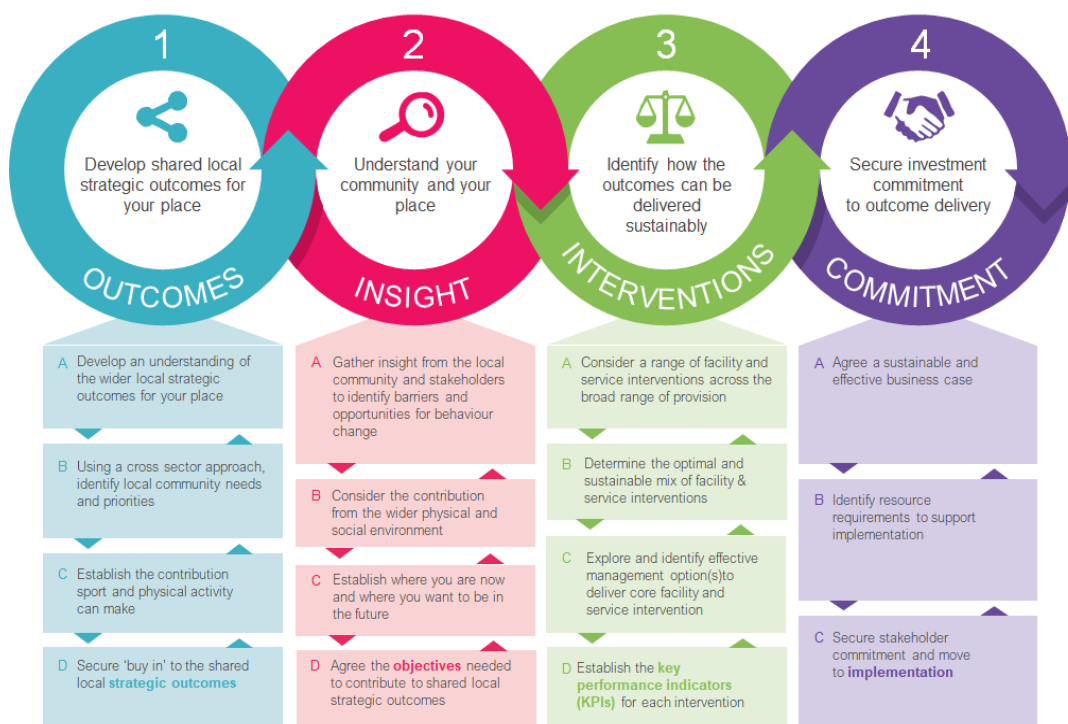 1
Develop shared local
strategic outcomes for
your place
OUTCOMES
A Develop an understanding of
the wider local strategic
outcomes for your place
B Using a cross sector approach,
identify local community needs
and priorities
C Establish the contribution
sport and physical activity
can make
D Secure ‘buy in’ to the shared
local strategic outcomes
2
Understand your
community and your
place
INSIGHT
A Gather insight from the local
community and stakeholders
to identify barriers and
opportunities for behaviour
change
B Consider the contribution
from the wider physical and
social environment
C Establish where you are now
and where you want to be in
the future
D Agree the objectives needed
to contribute to shared local
strategic outcomes
3
Identify how the
outcomes can be
delivered
sustainably
INTERVENTIONS
A Consider a range of facility and
service interventions across the
broad range of provision
B Determine the optimal and
sustainable mix of facility &
service interventions
C Explore and identify effective
management option(s)to
deliver core facility and
service intervention
D Establish the key
performance indicators
(KPIs) for each intervention
4
Secure investment
commitment
to outcome delivery
COMMITMENT
A Agree a sustainable and
effective business case
B Identify resource
requirements to support
implementation
C Secure stakeholder
commitment and move
to implementation